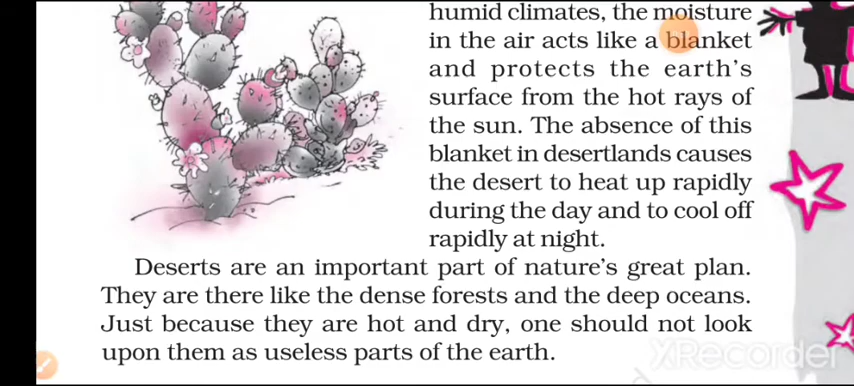 humid climates, the moisture
in the air acts like a blanket
and protects the earth's
surface from the hot rays of
the sun. The absence of this
blanket in desertlands causes
the desert to heat up rapidly
during the day and to cool off
rapidly at night.
Deserts are an important part of nature's great plan.
They are there like the dense forests and the deep oceans.
Just because they are hot and dry, one should not look
upon them as useless parts of the earth.
XRecorder